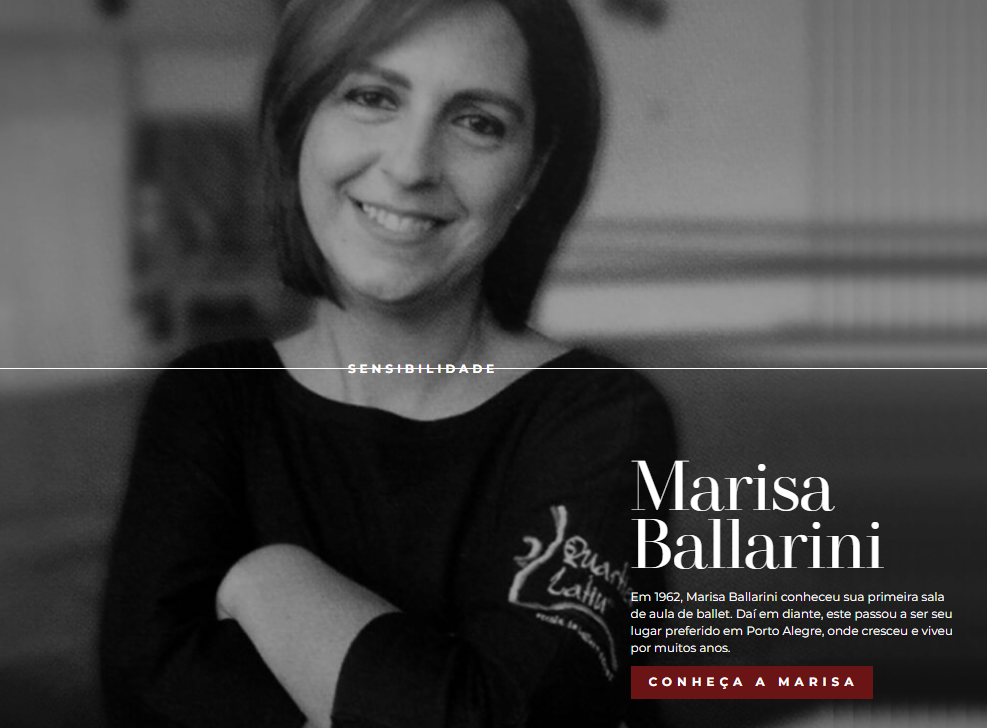 SENSIBILIDADE
Marisa
Ballarini
Em 1962, Marisa Ballarini conheceu sua primeira sala
de aula de ballet. Daí em diante, este passou a ser seu
lugar preferido em Porto Alegre, onde cresceu e viveu
por muitos anos.
CONHEÇA A MARISA